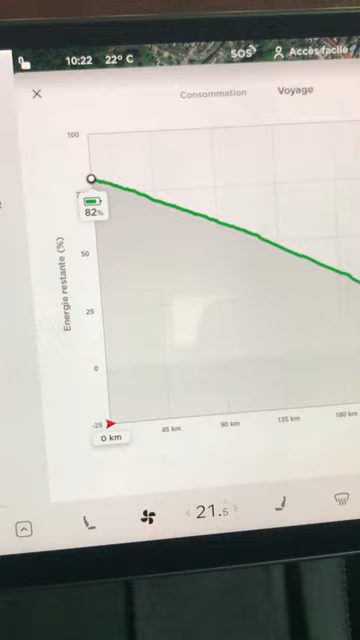 10:22 22° C SOS Accès facile
Consommation Voyage
100
82%
50
25
0
-25
Énergie restante (%)
0 km
45 km 90 km 135 km 180 km
21.5